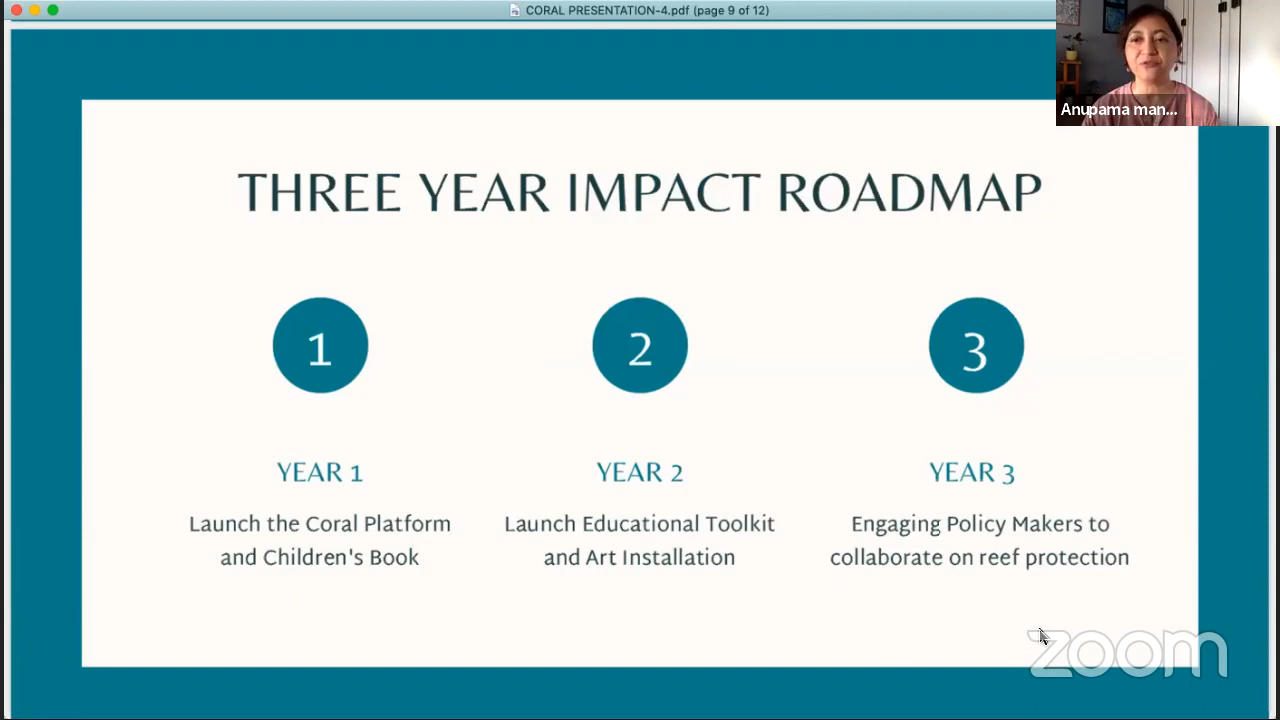 CORAL PRESENTATION-4.pdf (page 9 of 12)
Anupama man...
THREE YEAR IMPACT ROADMAP
1
2
3
YEAR 1
Launch the Coral Platform
and Children's Book
YEAR 2
Launch Educational Toolkit
and Art Installation
YEAR 3
Engaging Policy Makers to
collaborate on reef protection
zoom